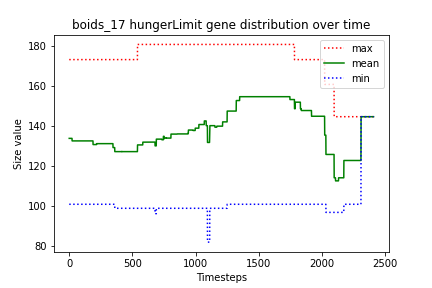 boids_17 hungerLimit gene distribution over time
180
160
140
120
100
80
Size value
max
mean
min
0
500
1000
1500
2000
2500
Timesteps